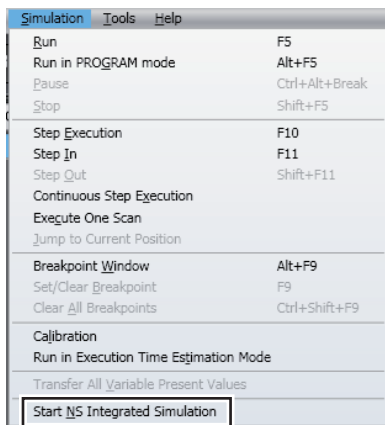 Simulation Tools Help
Run F5
Run in PROGRAM mode Alt+F5
Pause Ctrl+Alt+Break
Stop Shift+F5
Step Execution F10
Step In F11
Step Out Shift+F11
Continuous Step Execution
Execute One Scan
Jump to Current Position
Breakpoint Window Alt+F9
Set/Clear Breakpoint F9
Clear All Breakpoints Ctrl+Shift+F9
Calibration
Run in Execution Time Estimation Mode
Transfer All Variable Present Values
Start NS Integrated Simulation